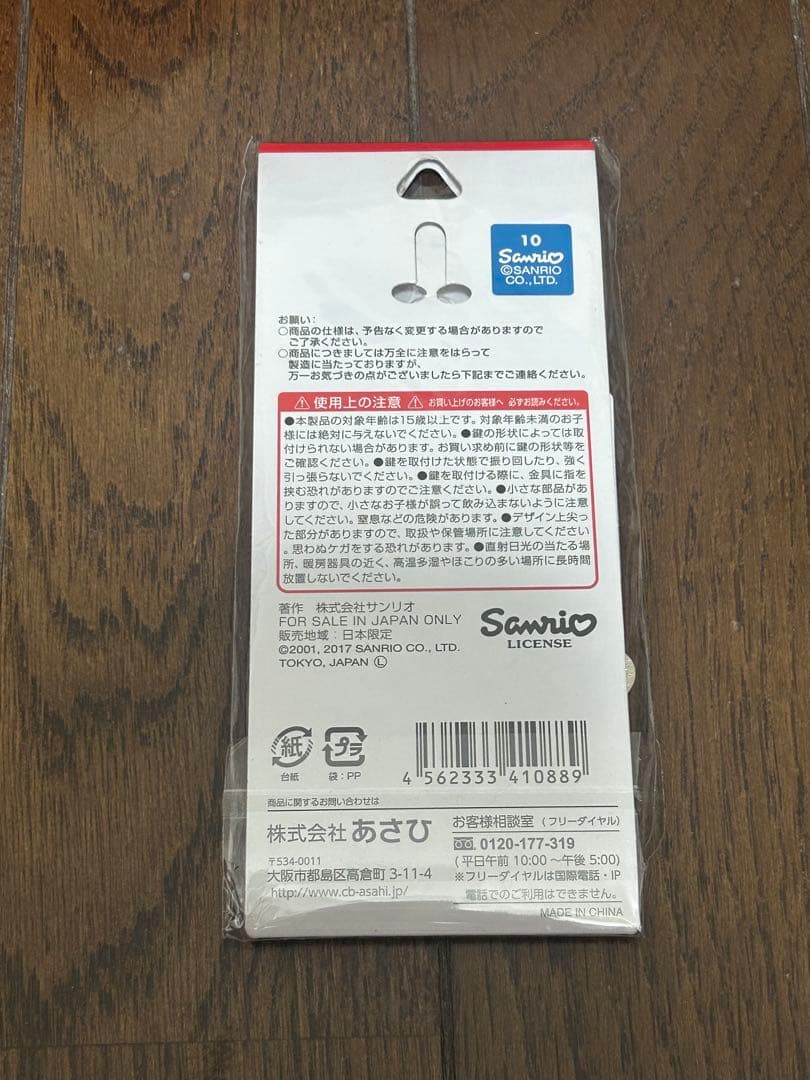 10
Sanrio
©SANRIO
CO.,LTD.
お願い:
○商品の仕様は、予告なく変更する場合がありますので
ご了承ください。
○商品につきましては万全に注意をはらって
製造に当たっておりますが、
万一お気づきの点がございましたら下記までご連絡ください。
⚠ 使用上の注意 ⚠ お買い上げのお客様へ 必ずお読みください。
●本製品の対象年齢は15歳以上です。対象年齢未満のお子
様には絶対に与えないでください。●鍵の形状によっては取
付けられない場合があります。お買い求め前に鍵の形状等を
ご確認ください。●鍵を取付けた状態で振り回したり、強く
引っ張らないでください。●鍵を取付ける際に、金具に指を
挟む恐れがありますのでご注意ください。●小さな部品があり
ますので、小さなお子様が誤って飲み込まないように注意
してください。窒息などの危険があります。●デザイン上尖っ
た部分がありますので、取扱や保管場所に注意してください
。思わぬケガをする恐れがあります。●直射日光の当たる場
所、暖房器具の近く、高温多湿やほこりの多い場所に長時間
放置しないでください。
著作 株式会社サンリオ
FOR SALE IN JAPAN ONLY
販売地域:日本限定
©2001, 2017 SANRIO CO., LTD.
TOKYO, JAPAN Ⓛ
Sanrio
LICENSE
紙
台紙
プラ
袋:PP
4 562333 410889
商品に関するお問い合わせは
株式会社 あさひ
〒534-0011
大阪市都島区高倉町 3-11-4
http://www.cb-asahi.jp/
お客様相談室(フリーダイヤル)
0120-177-319
(平日午前 10:00〜午後 5:00)
※フリーダイヤルは国際電話・IP
電話でのご利用はできません。
MADE IN CHINA